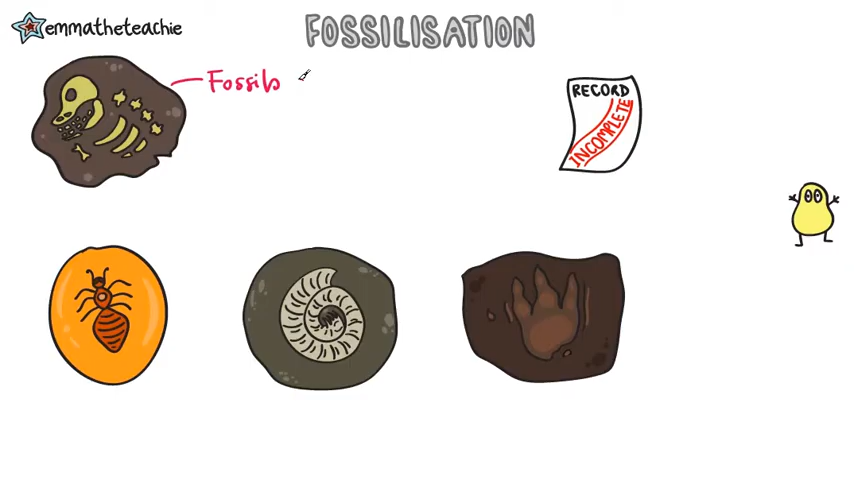 emmatheteachie
FOSSILISATION
Fossils
RECORD
INCOMPLETE